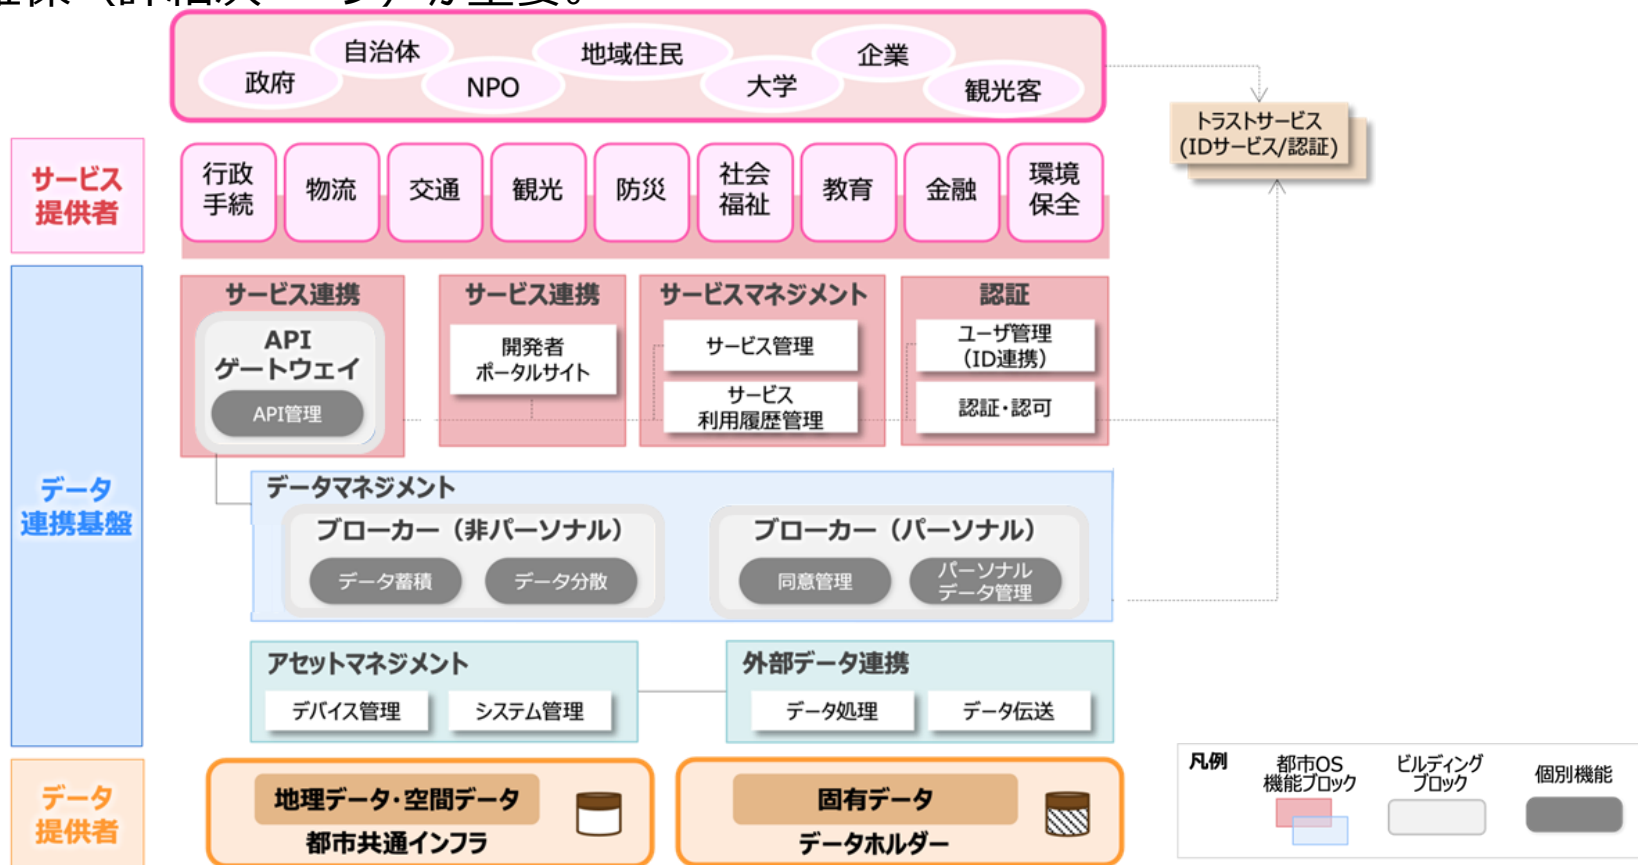 自治体
地域住民
企業
政府
NPO
大学
観光客
トラストサービス
(IDサービス/認証)
サービス
提供者
行政
手続
物流
交通
観光
防災
社会
福祉
教育
金融
環境
保全
データ
連携基盤
サービス連携
API
ゲートウェイ
API管理
サービス連携
開発者
ポータルサイト
サービスマネジメント
サービス管理
サービス
利用履歴管理
認証
ユーザ管理
(ID連携)
認証・認可
データマネジメント
ブローカー（非パーソナル）
データ蓄積
データ分散
ブローカー（パーソナル）
同意管理
パーソナル
データ管理
アセットマネジメント
デバイス管理
システム管理
外部データ連携
データ処理
データ伝送
データ
提供者
地理データ・空間データ
都市共通インフラ
固有データ
データホルダー
凡例
都市OS
機能ブロック
ビルディング
ブロック
個別機能